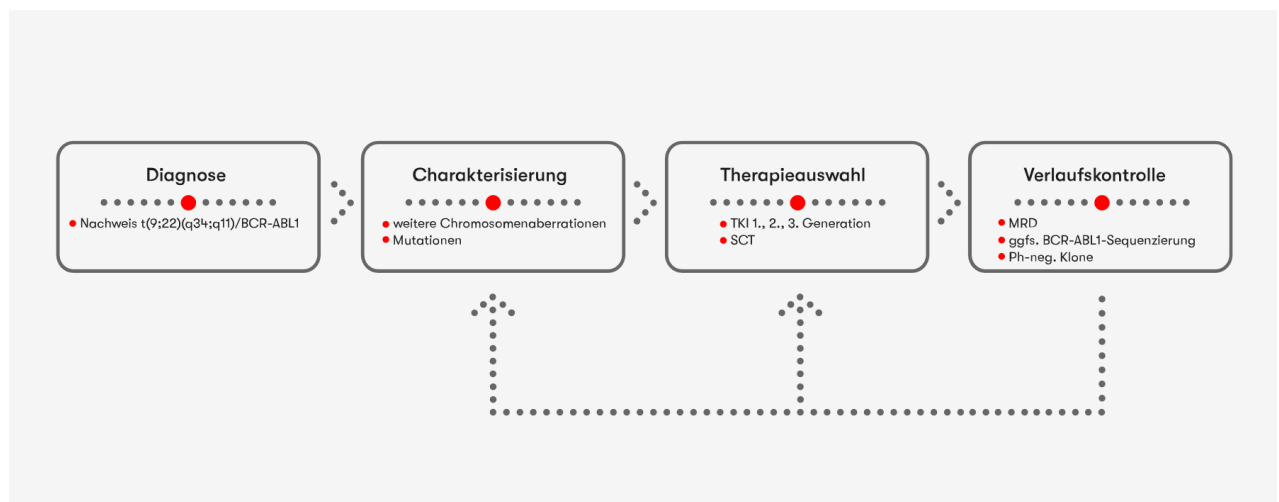 Diagnose
Nachweis t(9;22)(q34;q11)/BCR-ABL1
Charakterisierung
weitere Chromosomenaberrationen
Mutationen
Therapieauswahl
TKI 1., 2., 3. Generation
SCT
Verlaufskontrolle
MRD
ggfs. BCR-ABL1-Sequenzierung
Ph-neg. Klone